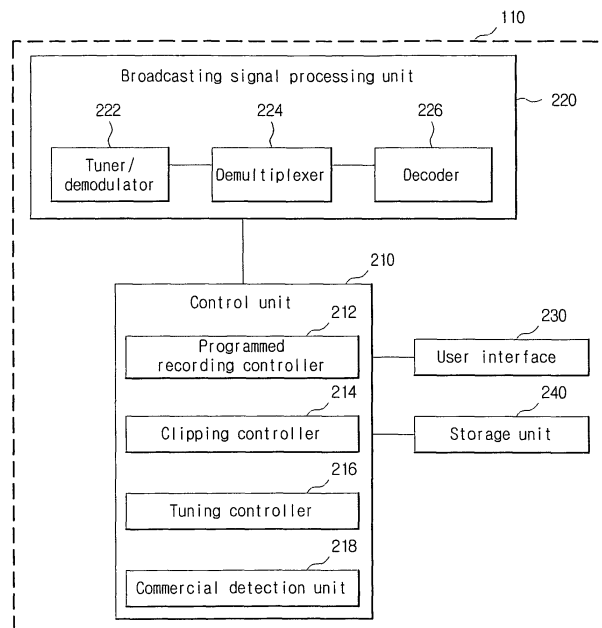 110
Broadcasting signal processing unit
220
222
224
226
Tuner/
demodulator
Demultiplexer
Decoder
210
Control unit
212
Programmed
recording controller
230
User interface
214
Clipping controller
240
Storage unit
216
Tuning controller
218
Commercial detection unit